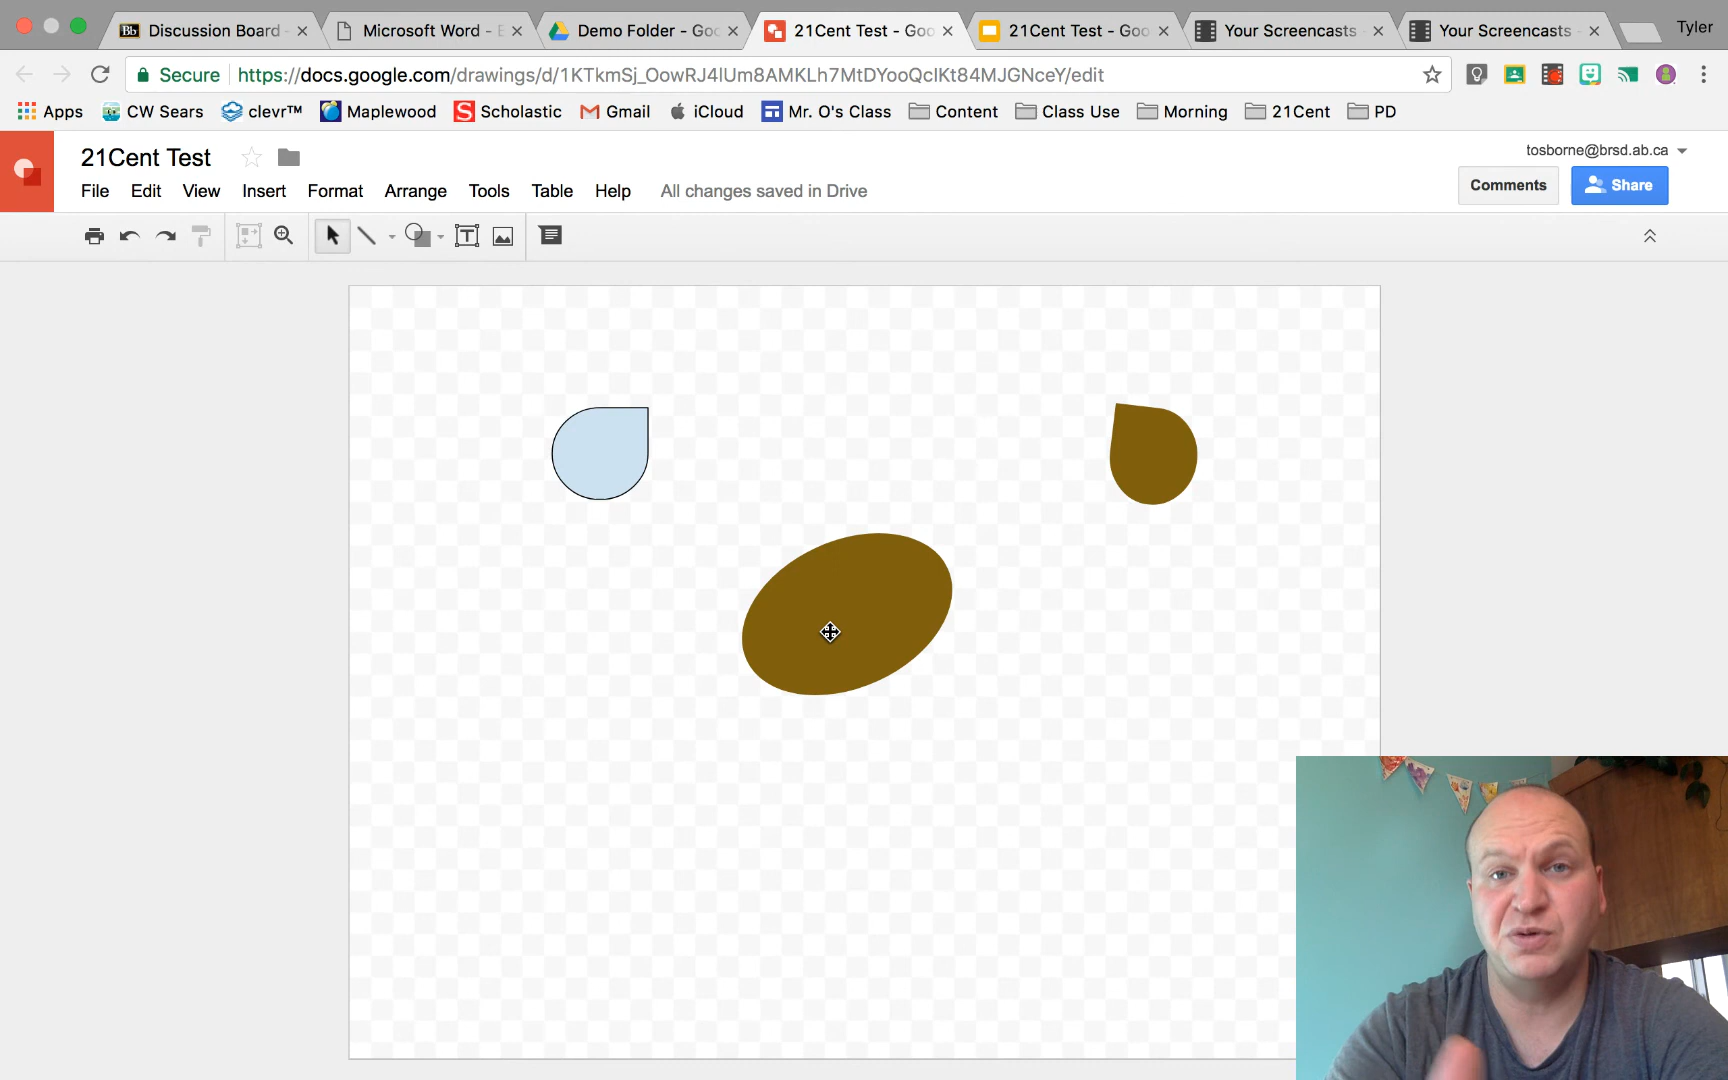 Bb Discussion Board
Microsoft Word - E
Demo Folder - Goo
21Cent Test - Goo
21Cent Test - Goo
Your Screencasts
Your Screencasts
Tyler
Secure https://docs.google.com/drawings/d/1KTkmSj_OowRJ4lUm8AMKLh7MtDYooQcIKt84MJGNceY/edit
Apps CW Sears clevr™ Maplewood S Scholastic Gmail iCloud Mr. O's Class Content Class Use Morning 21Cent PD
21Cent Test
tosborne@brsd.ab.ca
File Edit View Insert Format Arrange Tools Table Help All changes saved in Drive
Comments Share